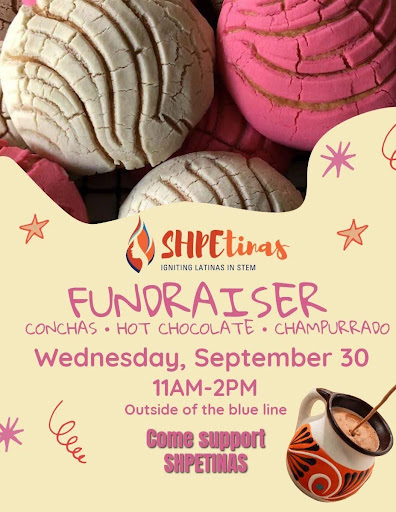 SHPEtinas
IGNITING LATINAS IN STEM
FUNDRAISER
CONCHAS • HOT CHOCOLATE • CHAMPURRADO
Wednesday, September 30
11AM-2PM
Outside of the blue line
Come support
SHPETINAS